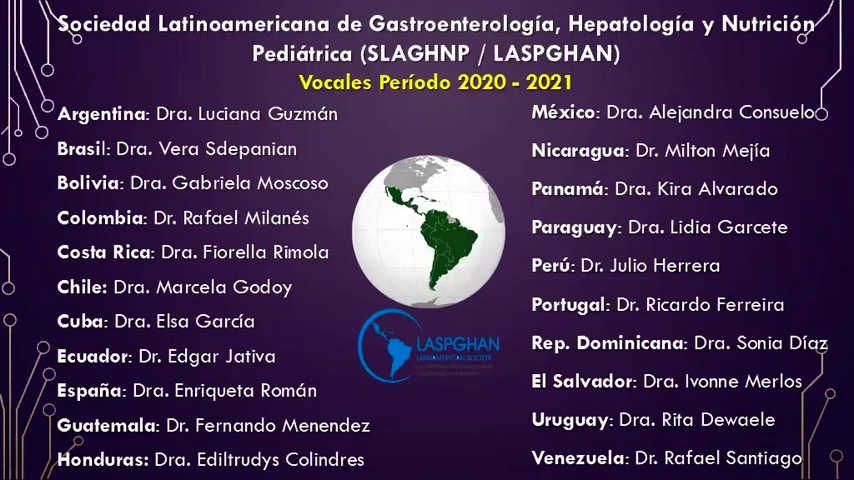 Sociedad Latinoamericana de Gastroenterología, Hepatología y Nutrición
Pediátrica (SLAGHNP / LASPGHAN)
Vocales Período 2020 - 2021
Argentina: Dra. Luciana Guzmán
Brasil: Dra. Vera Sdepanian
Bolivia: Dra. Gabriela Moscoso
Colombia: Dr. Rafael Milanés
Costa Rica: Dra. Fiorella Rimola
Chile: Dra. Marcela Godoy
Cuba: Dra. Elsa García
Ecuador: Dr. Edgar Jativa
España: Dra. Enriqueta Román
Guatemala: Dr. Fernando Menendez
Honduras: Dra. Ediltrudys Colindres
LASPGHAN
LATINAMERICAN SOCIETY
México: Dra. Alejandra Consuelo
Nicaragua: Dr. Milton Mejía
Panamá: Dra. Kira Alvarado
Paraguay: Dra. Lidia Garcete
Perú: Dr. Julio Herrera
Portugal: Dr. Ricardo Ferreira
Rep. Dominicana: Dra. Sonia Díaz
El Salvador: Dra. Ivonne Merlos
Uruguay: Dra. Rita Dewaele
Venezuela: Dr. Rafael Santiago